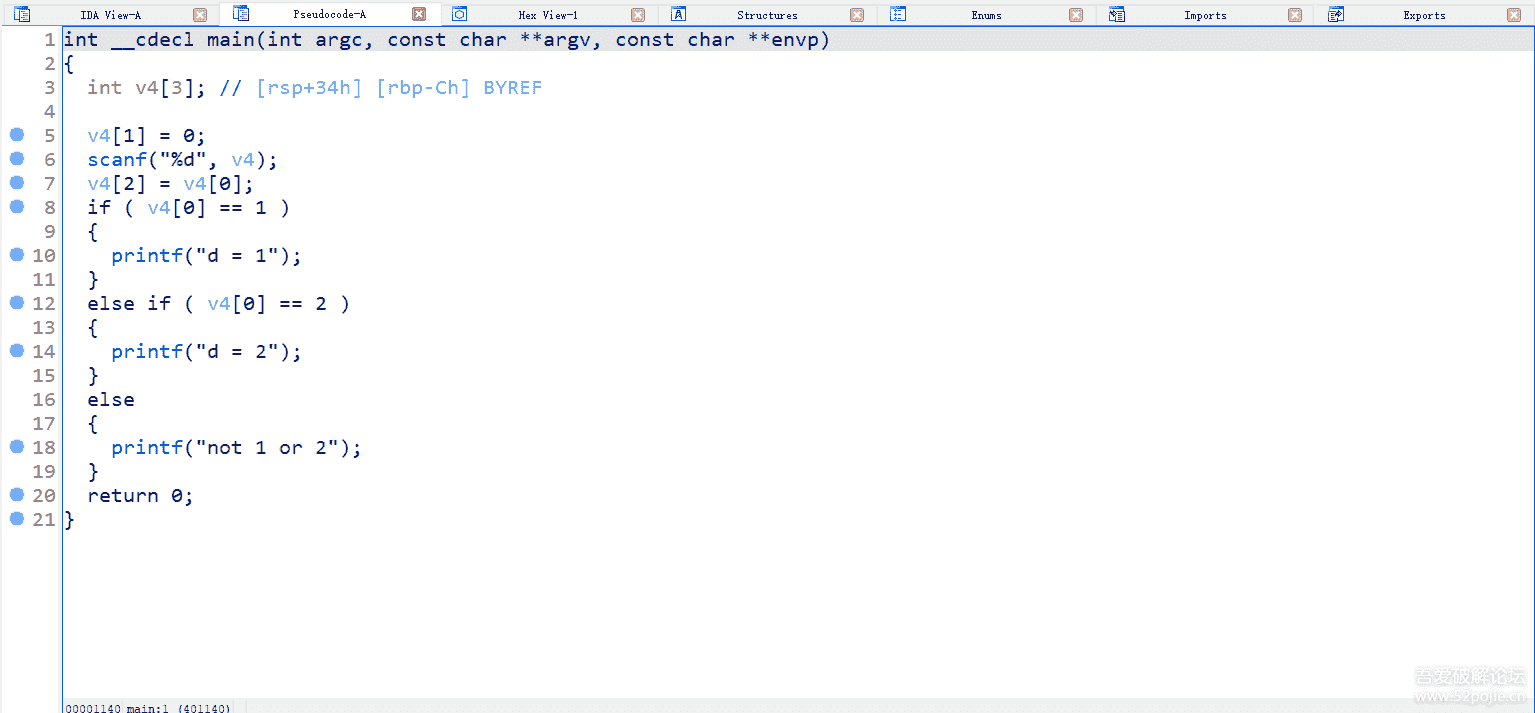 IDA View-A Pseudocode-A Hex View-1 Structures Enums Imports Exports
1 int __cdecl main(int argc, const char **argv, const char **envp)
2 {
3   int v4[3]; // [rsp+34h] [rbp-Ch] BYREF
4
5   v4[1] = 0;
6   scanf("%d", v4);
7   v4[2] = v4[0];
8   if ( v4[0] == 1 )
9   {
10     printf("d = 1");
11   }
12   else if ( v4[0] == 2 )
13   {
14     printf("d = 2");
15   }
16   else
17   {
18     printf("not 1 or 2");
19   }
20   return 0;
21 }
吾爱破解论坛
www.52pojie.cn
00001140 main:1 (401140)